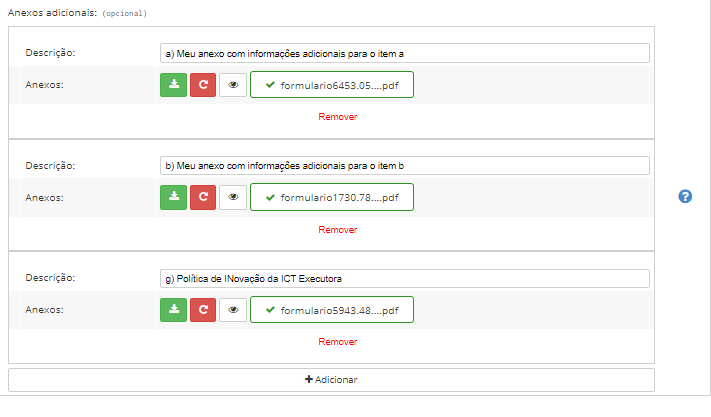 Anexos adicionais: (opcional)
Descrição: a) Meu anexo com informações adicionais para o item a
Anexos: formulario6453.05....pdf
Remover
Descrição: b) Meu anexo com informações adicionais para o item b
Anexos: formulario1730.78....pdf
Remover
Descrição: g) Política de INovação da ICT Executora
Anexos: formulario5943.48....pdf
Remover
+ Adicionar